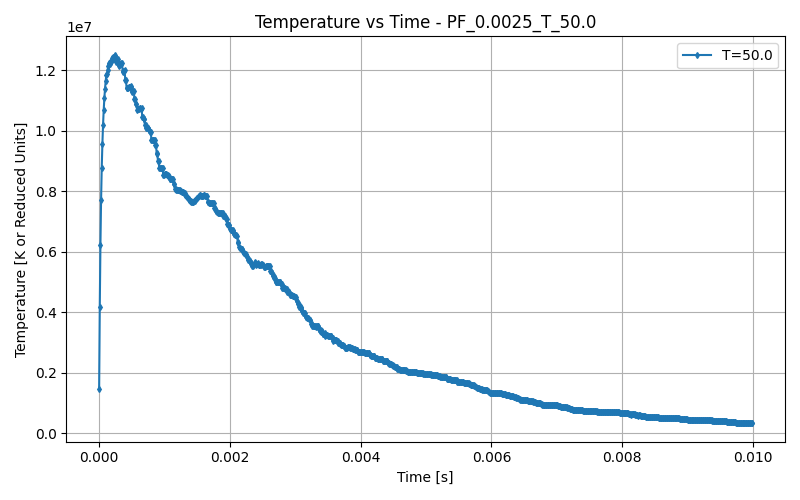 Temperature vs Time - PF_0.0025_T_50.0
1e7
T=50.0
1.2
1.0
0.8
0.6
0.4
0.2
0.0
Temperature [K or Reduced Units]
0.000 0.002 0.004 0.006 0.008 0.010
Time [s]